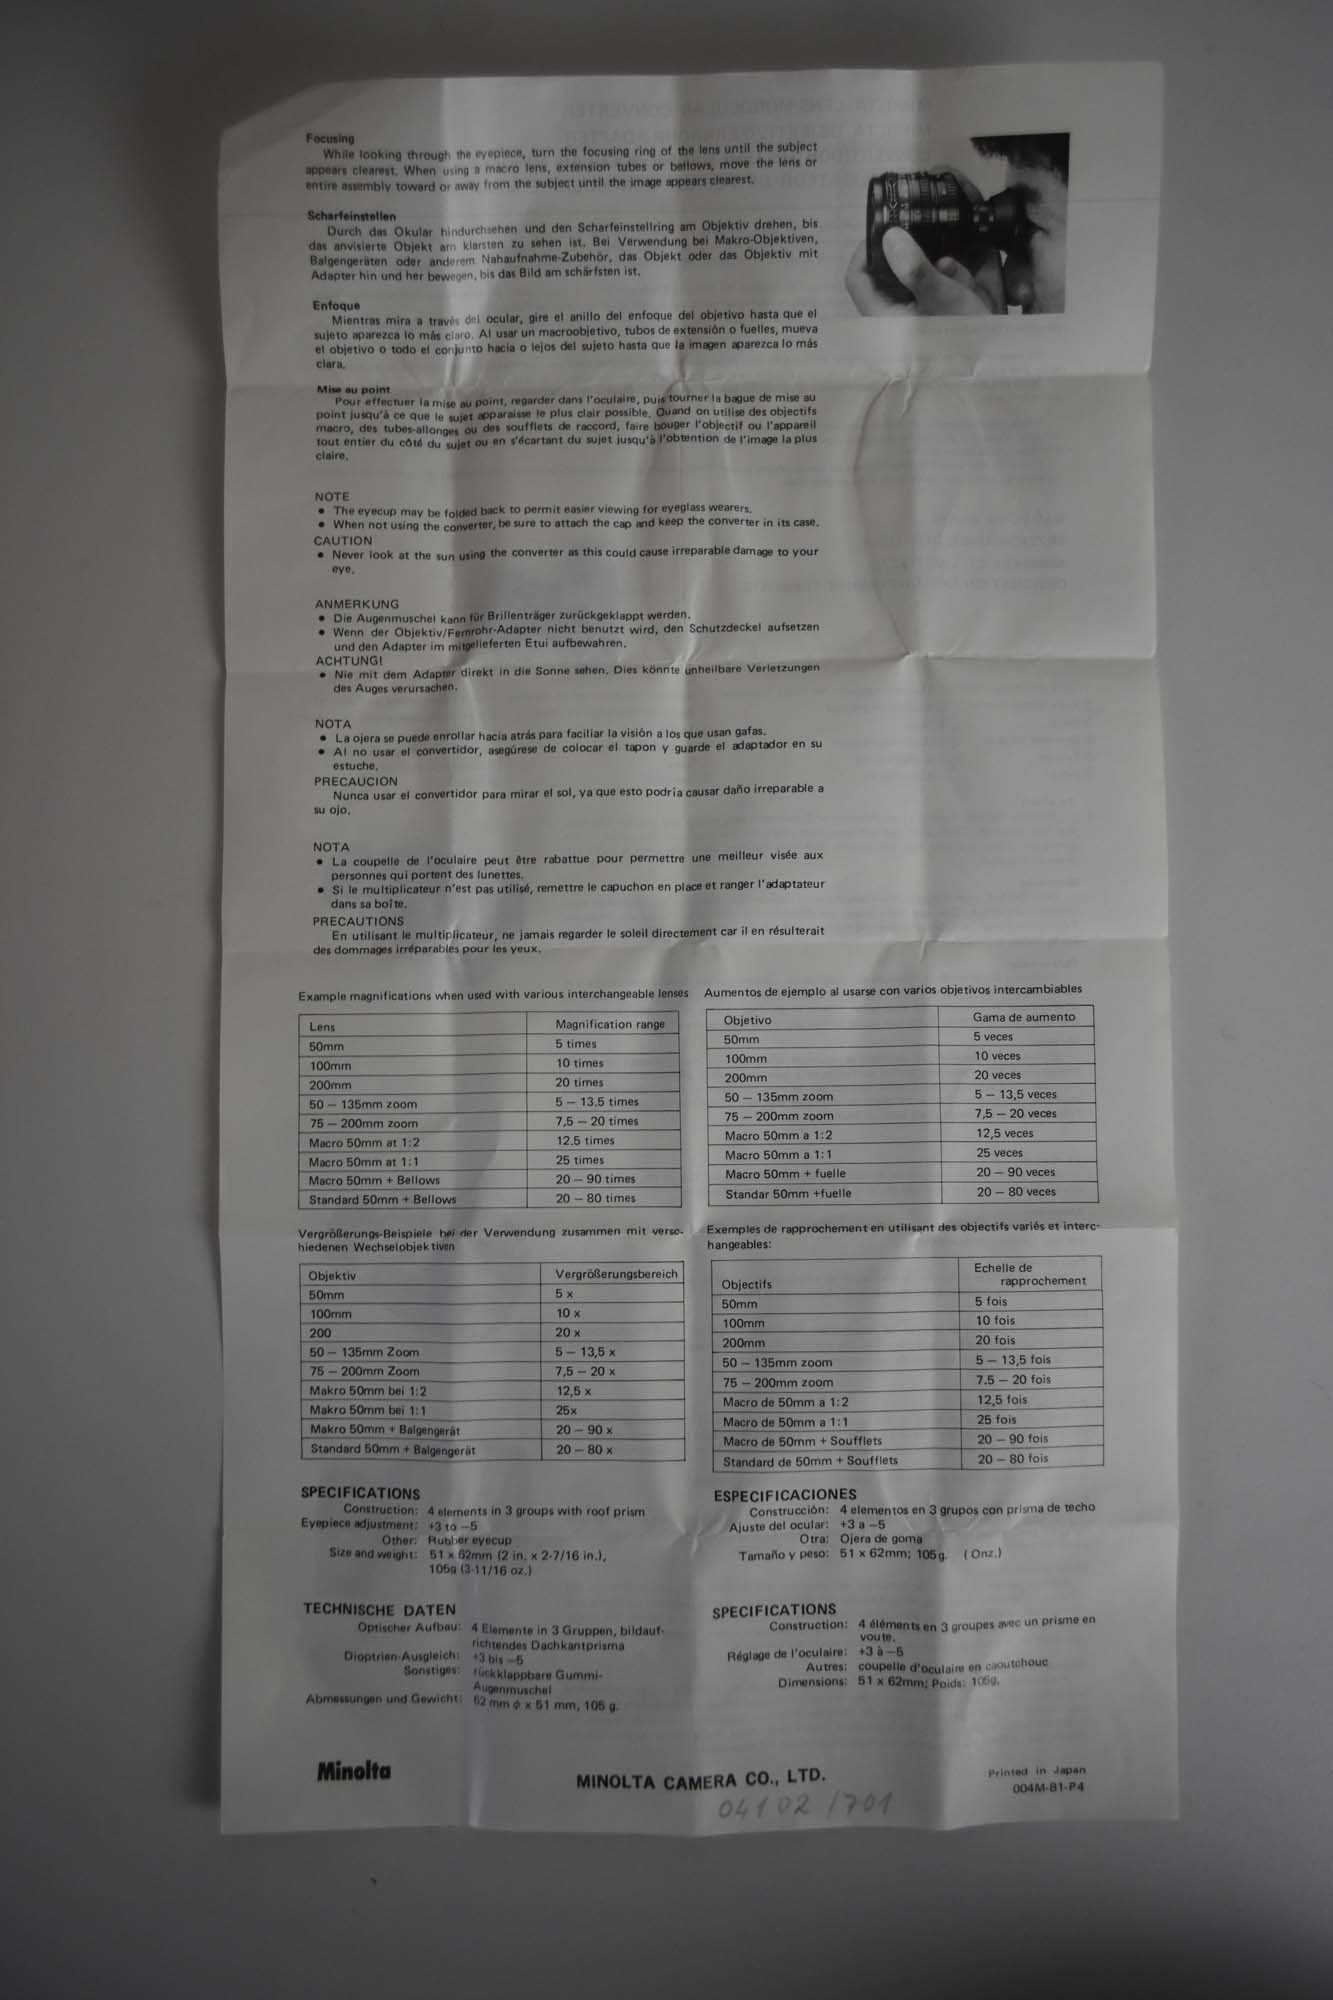 Focusing
While looking through the eyepiece, turn the focusing ring of the lens until the subject
appears clearest. When using a macro lens, extension tubes or bellows, move the lens or
entire assembly toward or away from the subject until the image appears clearest.
Scharfeinstellen
Durch das Okular hindurchsehen und den Scharfeinstellring am Objektiv drehen, bis
das anvisierte Objekt am klarsten zu sehen ist. Bei Verwendung bei Makro-Objektiven,
Balgengeräten oder anderem Nahaufnahme-Zubehör, das Objekt oder das Objektiv mit
Adapter hin und her bewegen, bis das Bild am schärfsten ist.
Enfoque
Mientras mira a través del ocular, gire el anillo del enfoque del objetivo hasta que el
sujeto aparezca lo más claro. Al usar un macroobjetivo, tubos de extensión o fuelles, mueva
el objetivo o todo el conjunto hacia o lejos del sujeto hasta que la imagen aparezca lo más
clara.
Mise au point
Pour effectuer la mise au point, regarder dans l'oculaire, puis tourner la bague de mise au
point jusqu'à ce que le sujet apparaisse le plus clair possible. Quand on utilise des objectifs
macro, des tubes-allonges ou des soufflets de raccord, faire bouger l'objectif ou l'appareil
tout entier du côté du sujet ou en s'écartant du sujet jusqu'à l'obtention de l'image la plus
claire.
NOTE
• The eyecup may be folded back to permit easier viewing for eyeglass wearers.
• When not using the converter, be sure to attach the cap and keep the converter in its case.
CAUTION
• Never look at the sun using the converter as this could cause irreparable damage to your
eye.
ANMERKUNG
• Die Augenmuschel kann für Brillenträger zurückgeklappt werden.
• Wenn der Objektiv/Fernrohr-Adapter nicht benutzt wird, den Schutzdeckel aufsetzen
und den Adapter im mitgelieferten Etui aufbewahren.
ACHTUNG!
• Nie mit dem Adapter direkt in die Sonne sehen. Dies könnte unheilbare Verletzungen
des Auges verursachen.
NOTA
• La ojera se puede enrollar hacia atrás para faciliar la visión a los que usan gafas.
• Al no usar el convertidor, asegúrese de colocar el tapon y guarde el adaptador en su
estuche.
PRECAUCION
Nunca usar el convertidor para mirar el sol, ya que esto podría causar daño irreparable a
su ojo.
NOTA
• La coupelle de l'oculaire peut être rabattue pour permettre une meilleur visée aux
personnes qui portent des lunettes.
• Si le multiplicateur n'est pas utilisé, remettre le capuchon en place et ranger l'adaptateur
dans sa boîte.
PRECAUTIONS
En utilisant le multiplicateur, ne jamais regarder le soleil directement car il en résulterait
des dommages irréparables pour les yeux.
Example magnifications when used with various interchangeable lenses
Lens Magnification range
50mm 5 times
100mm 10 times
200mm 20 times
50 – 135mm zoom 5 – 13,5 times
75 – 200mm zoom 7,5 – 20 times
Macro 50mm at 1:2 12.5 times
Macro 50mm at 1:1 25 times
Macro 50mm + Bellows 20 – 90 times
Standard 50mm + Bellows 20 – 80 times
Aumentos de ejemplo al usarse con varios objetivos intercambiables
Objetivo Gama de aumento
50mm 5 veces
100mm 10 veces
200mm 20 veces
50 – 135mm zoom 5 – 13,5 veces
75 – 200mm zoom 7,5 – 20 veces
Macro 50mm a 1:2 12,5 veces
Macro 50mm a 1:1 25 veces
Macro 50mm + fuelle 20 – 90 veces
Standar 50mm +fuelle 20 – 80 veces
Vergrößerungs-Beispiele bei der Verwendung zusammen mit versc-
hiedenen Wechselobjektiven
Objektiv Vergrößerungsbereich
50mm 5 x
100mm 10 x
200 20 x
50 – 135mm Zoom 5 – 13,5 x
75 – 200mm Zoom 7,5 – 20 x
Makro 50mm bei 1:2 12,5 x
Makro 50mm bei 1:1 25x
Makro 50mm + Balgengerät 20 – 90 x
Standard 50mm + Balgengerät 20 – 80 x
Exemples de rapprochement en utilisant des objectifs variés et interc-
hangeables:
Objectifs Echelle de
rapprochement
50mm 5 fois
100mm 10 fois
200mm 20 fois
50 – 135mm zoom 5 – 13,5 fois
75 – 200mm zoom 7.5 – 20 fois
Macro de 50mm a 1:2 12,5 fois
Macro de 50mm a 1:1 25 fois
Macro de 50mm + Soufflets 20 – 90 fois
Standard de 50mm + Soufflets 20 – 80 fois
SPECIFICATIONS
Construction: 4 elements in 3 groups with roof prism
Eyepiece adjustment: +3 to –5
Other: Rubber eyecup
Size and weight: 51 x 62mm (2 in. x 2-7/16 in.),
105g (3-11/16 oz.)
ESPECIFICACIONES
Construcción: 4 elementos en 3 grupos con prisma de techo
Ajuste del ocular: +3 a –5
Otra: Ojera de goma
Tamaño y peso: 51 x 62mm; 105g. (Onz.)
TECHNISCHE DATEN
Optischer Aufbau: 4 Elemente in 3 Gruppen, bildauf-
richtendes Dachkantprisma
Dioptrien-Ausgleich: +3 bis –5
Sonstiges: rückklappbare Gummi-
Augenmuschel
Abmessungen und Gewicht: 62 mm φ x 51 mm, 105 g.
SPECIFICATIONS
Construction: 4 éléments en 3 groupes avec un prisme en
voute.
Réglage de l'oculaire: +3 à –5
Autres: coupelle d'oculaire en caoutchouc
Dimensions: 51 x 62mm; Poids: 105g.
Minolta
MINOLTA CAMERA CO., LTD.
Printed in Japan
004M-B1-P4
04102/701